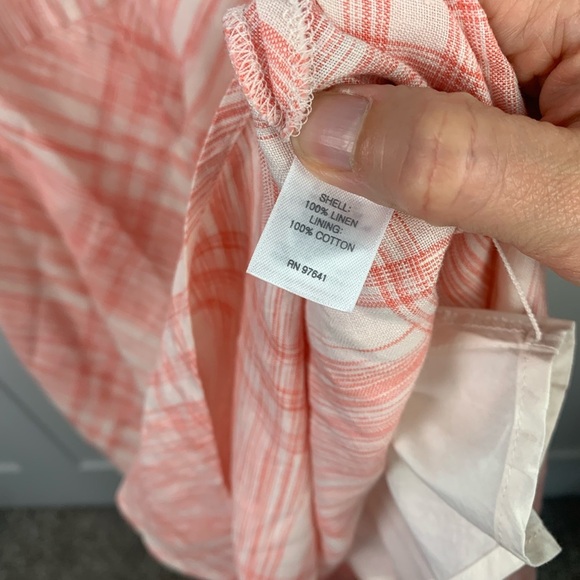 SHELL:
100% LINEN
LINING:
100% COTTON
RN 97641